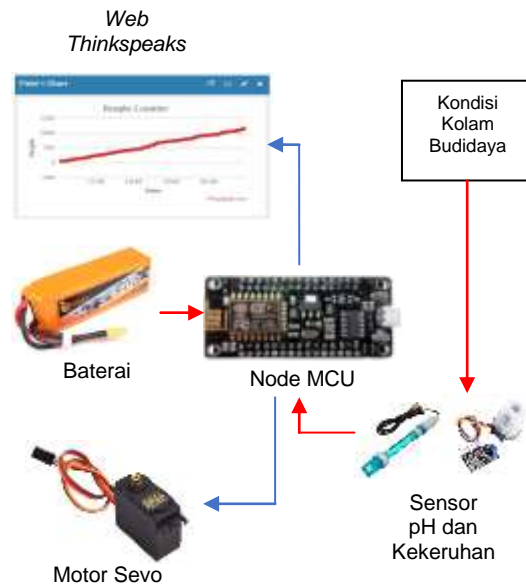 Web
Thinkspeaks
Kondisi
Kolam
Budidaya
Baterai
Node MCU
Sensor
pH dan
Kekeruhan
Motor Sevo